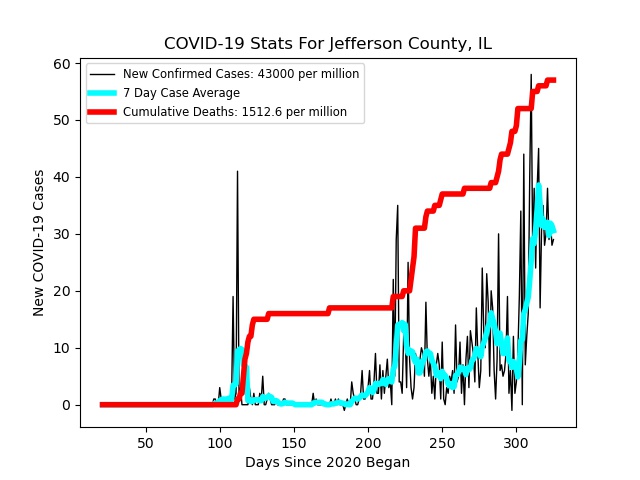 COVID-19 Stats For Jefferson County, IL
New Confirmed Cases: 43000 per million
7 Day Case Average
Cumulative Deaths: 1512.6 per million
New COVID-19 Cases
60
50
40
30
20
10
0
50 100 150 200 250 300
Days Since 2020 Began